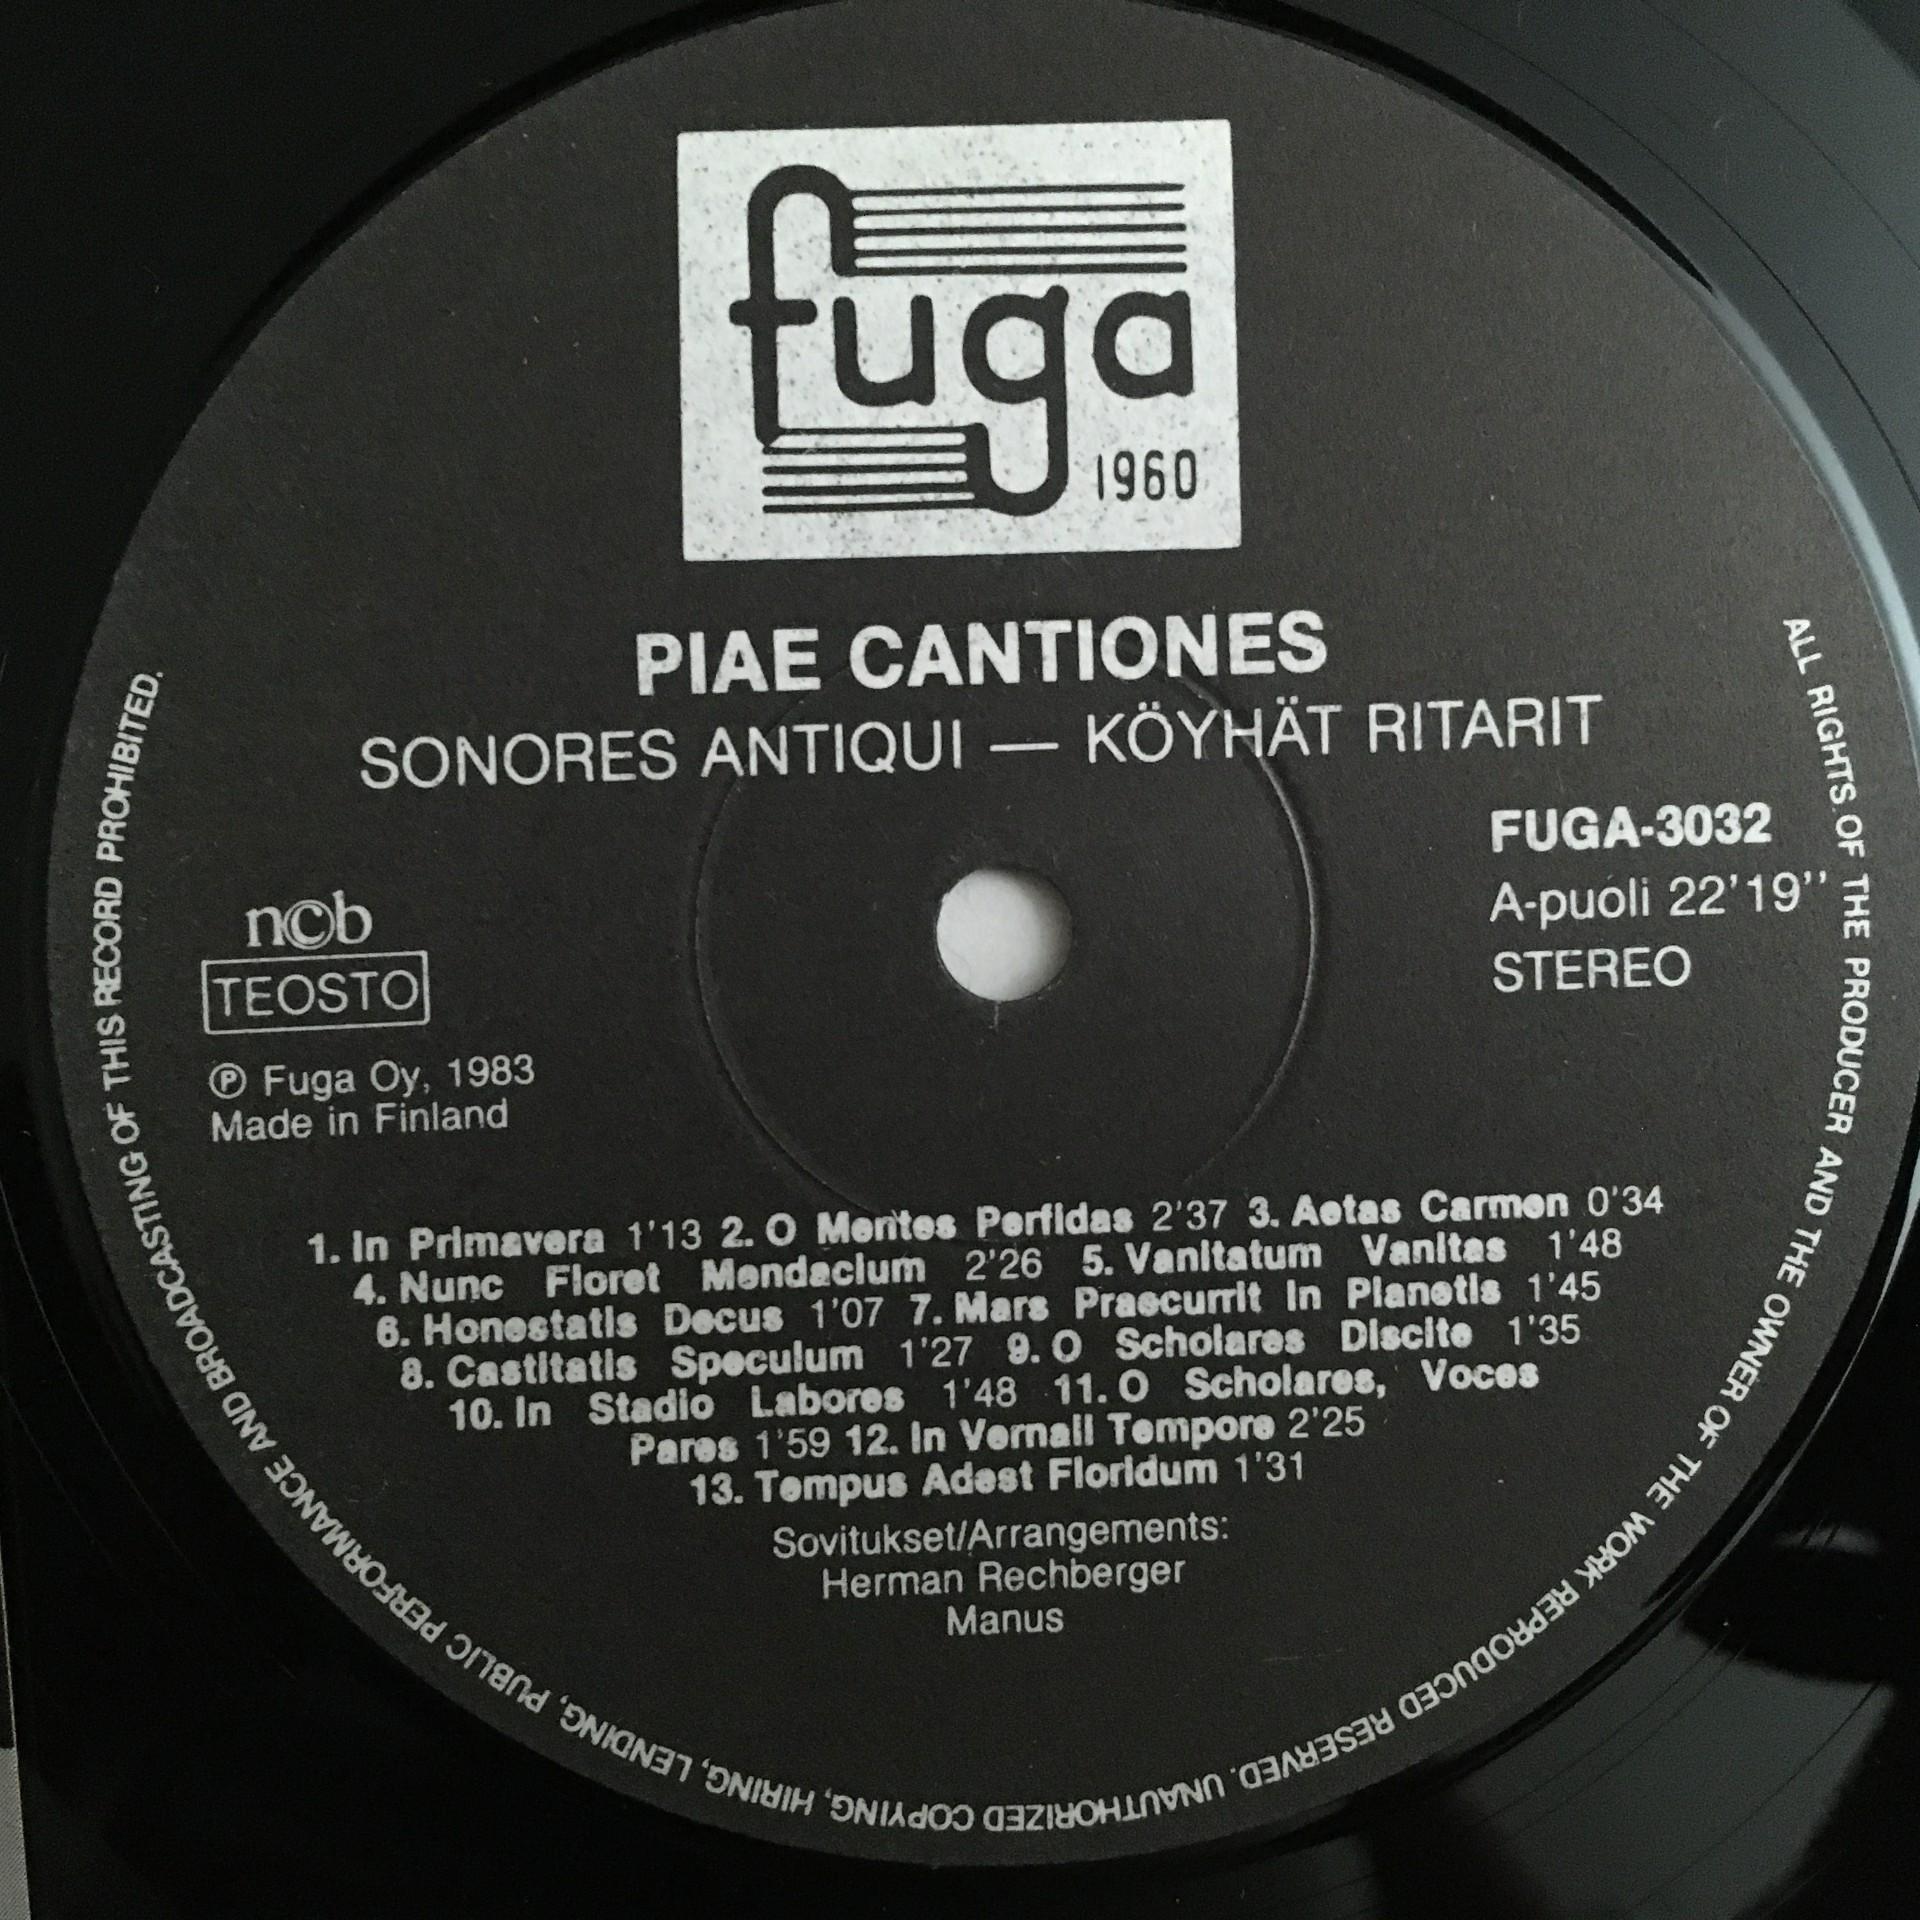 fuga
1960
PIAE CANTIONES
SONORES ANTIQUI — KÖYHÄT RITARIT
FUGA-3032
A-puoli 22'19''
STEREO
n©b
TEOSTO
℗ Fuga Oy, 1983
Made in Finland
1. In Primavera 1'13 2. O Mentes Perfidas 2'37 3. Aetas Carmen 0'34
4. Nunc Floret Mendacium 2'26 5. Vanitatum Vanitas 1'48
6. Honestatis Decus 1'07 7. Mars Praecurrit In Planetis 1'45
8. Castitatis Speculum 1'27 9. O Scholares Discite 1'35
10. In Stadio Labores 1'48 11. O Scholares, Voces
Pares 1'59 12. In Vernali Tempore 2'25
13. Tempus Adest Floridum 1'31
Sovitukset/Arrangements:
Herman Rechberger
Manus
ALL RIGHTS OF THE PRODUCER AND THE OWNER OF THE WORK REPRODUCED RESERVED. UNAUTHORIZED COPYING, HIRING, LENDING, PUBLIC PERFORMANCE AND BROADCASTING OF THIS RECORD PROHIBITED.